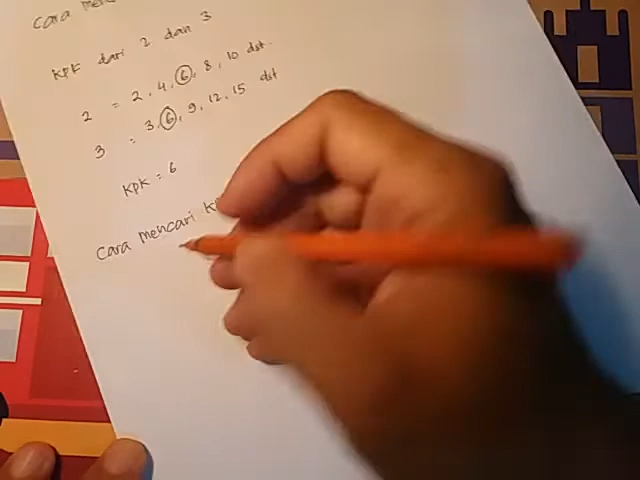 Cara
KPK dari 2 dan 3
2 = 2, 4, 6, 8, 10 dst.
3 = 3, 6, 9, 12, 15 dst
KPK = 6
Cara mencari